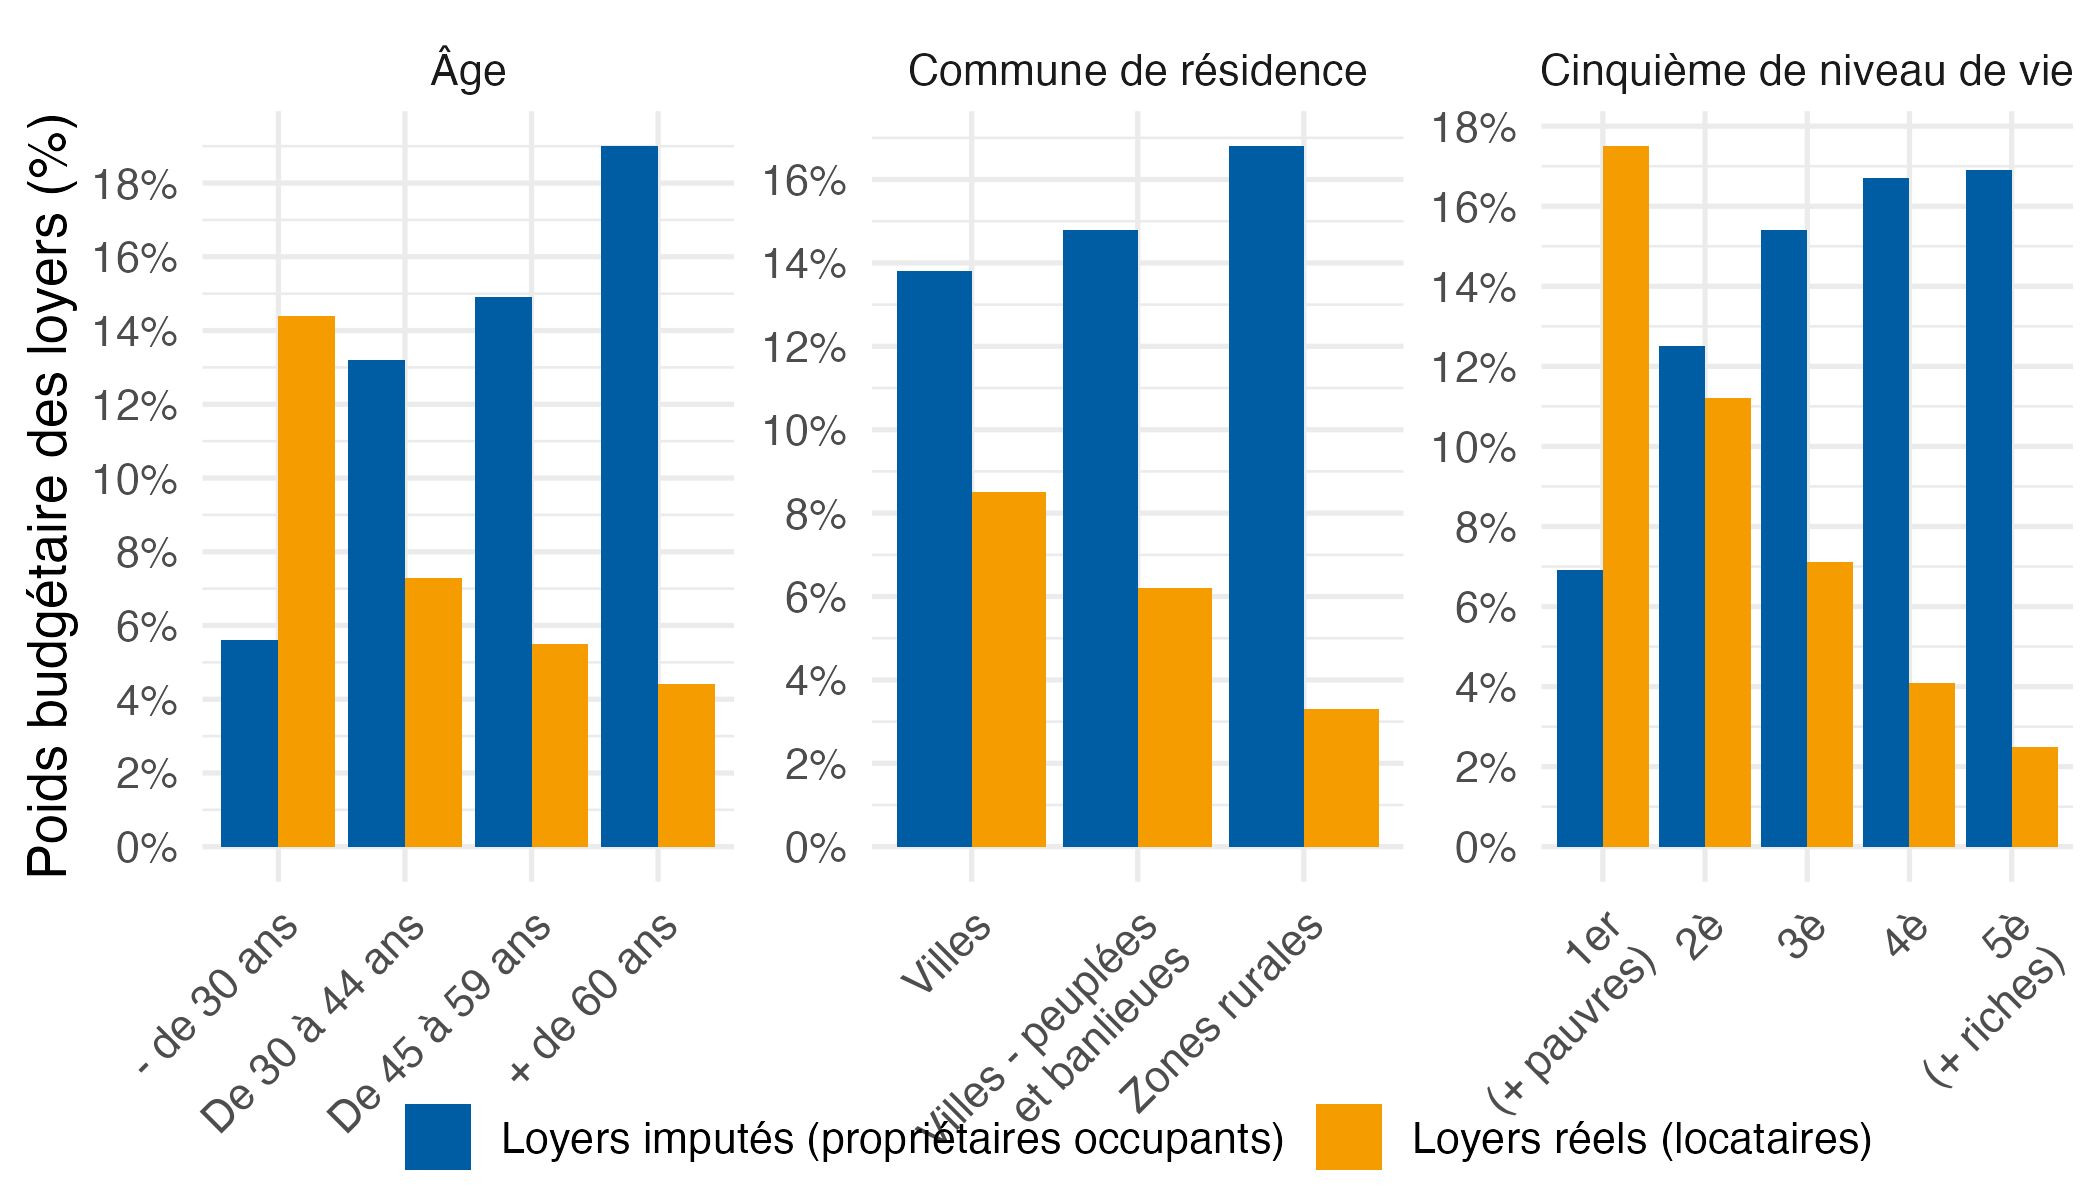 Âge
Commune de résidence
Cinquième de niveau de vie
Poids budgétaire des loyers (%)
18%
16%
14%
12%
10%
8%
6%
4%
2%
0%
16%
14%
12%
10%
8%
6%
4%
2%
0%
18%
16%
14%
12%
10%
8%
6%
4%
2%
0%
- de 30 ans
De 30 à 44 ans
De 45 à 59 ans
+ de 60 ans
Villes
Villes - peuplées
et banlieues
Zones rurales
1er
(+ pauvres)
2è
3è
4è
5è
(+ riches)
Loyers imputés (propriétaires occupants)
Loyers réels (locataires)